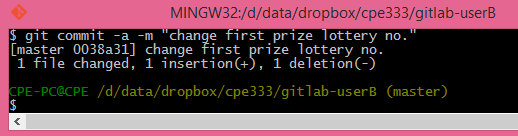 MINGW32:/d/data/dropbox/cpe333/gitlab-userB
$ git commit -a -m "change first prize lottery no."
[master 0038a31] change first prize lottery no.
1 file changed, 1 insertion(+), 1 deletion(-)
CPE-PC@CPE /d/data/dropbox/cpe333/gitlab-userB (master)
$